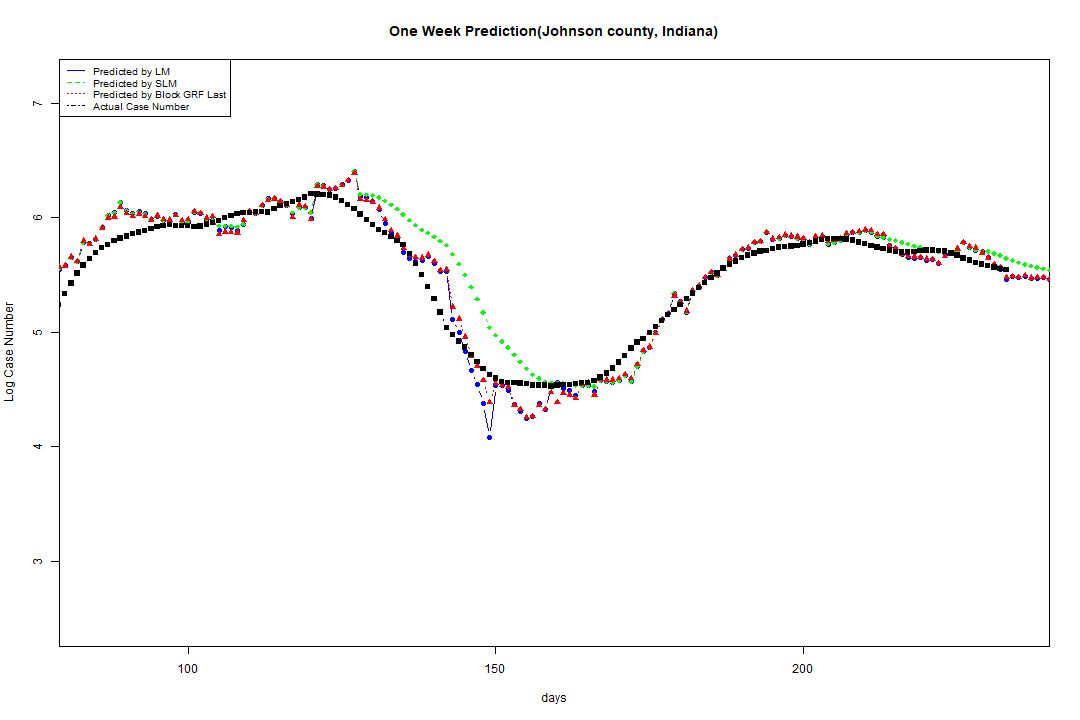 One Week Prediction(Johnson county, Indiana)
Predicted by LM
Predicted by SLM
Predicted by Block GRF Last
Actual Case Number
7
6
5
4
3
Log Case Number
100 150 200
days